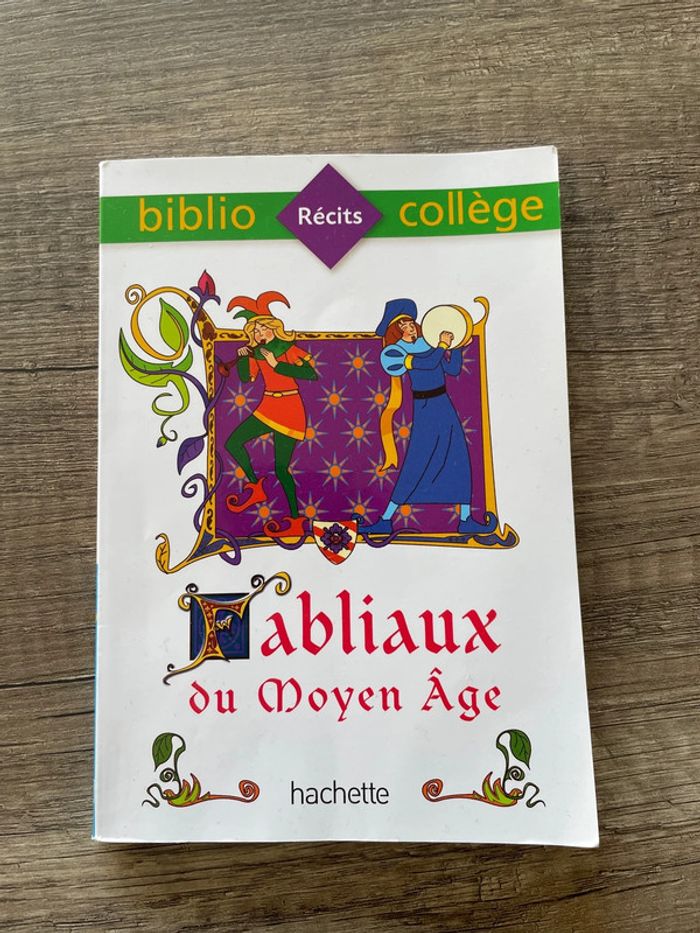 biblio Récits collège
Fabliaux
du Moyen Âge
hachette